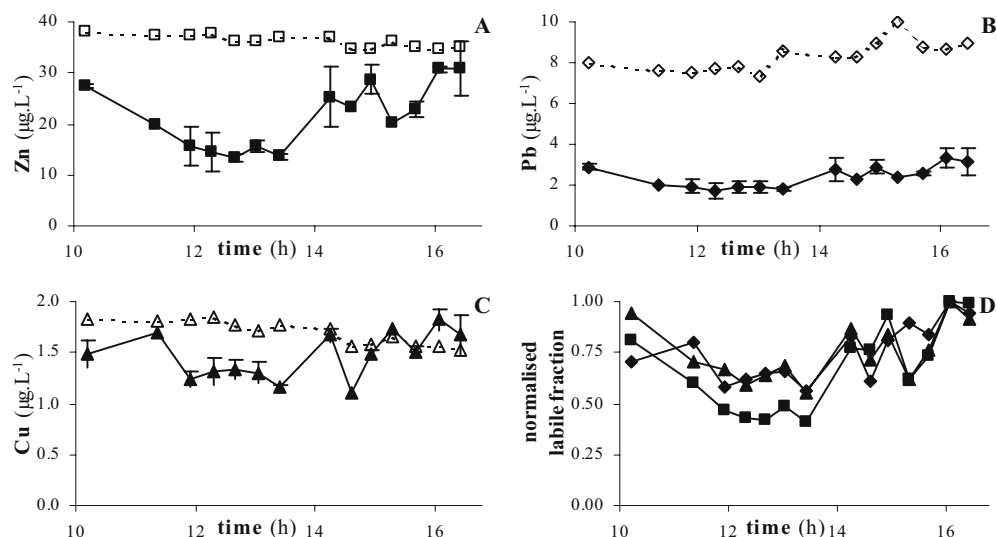 A
40
30
20
10
0
Zn (µg.L⁻¹)
10 12 14 16
time (h)
B
10
8
6
4
2
0
Pb (µg.L⁻¹)
10 12 14 16
time (h)
C
2.0
1.5
1.0
0.5
0.0
Cu (µg.L⁻¹)
10 12 14 16
time (h)
D
1.00
0.75
0.50
0.25
0.00
normalised
labile fraction
10 12 14 16
time (h)